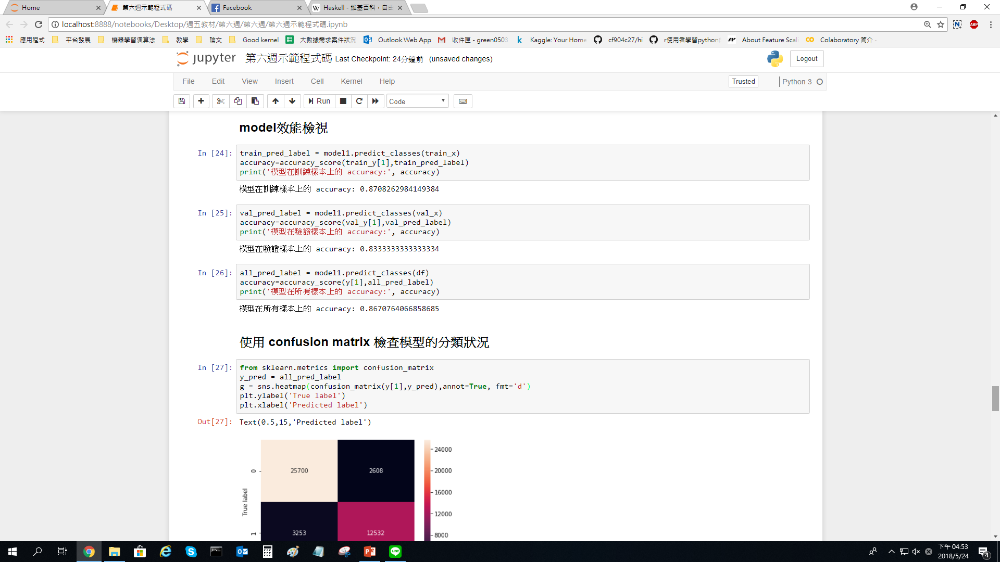 Home
第六週示範程式碼
Facebook
Haskell - 維基百科，自由
localhost:8888/notebooks/Desktop/週五教材/第六週/第六週/第六週示範程式碼.ipynb
ABP
應用程式 平台發展 機器學習演算法 教學 論文 Good kernel 大數據需求案件狀況 Outlook Web App 收件匣 - green0503 Kaggle: Your Home cf904c27/hi r使用者學習python About Feature Scali Colaboratory 簡介 -
jupyter 第六週示範程式碼 Last Checkpoint: 24分鐘前 (unsaved changes)
Logout
File Edit View Insert Cell Kernel Help
Trusted
Python 3
Run
Code
model效能檢視
In [24]:
train_pred_label = model1.predict_classes(train_x)
accuracy=accuracy_score(train_y[1],train_pred_label)
print('模型在訓練樣本上的 accuracy:', accuracy)
模型在訓練樣本上的 accuracy: 0.8708262984149384
In [25]:
val_pred_label = model1.predict_classes(val_x)
accuracy=accuracy_score(val_y[1],val_pred_label)
print('模型在驗證樣本上的 accuracy:', accuracy)
模型在驗證樣本上的 accuracy: 0.8333333333333334
In [26]:
all_pred_label = model1.predict_classes(df)
accuracy=accuracy_score(y[1],all_pred_label)
print('模型在所有樣本上的 accuracy:', accuracy)
模型在所有樣本上的 accuracy: 0.8670764066858685
使用 confusion matrix 檢查模型的分類狀況
In [27]:
from sklearn.metrics import confusion_matrix
y_pred = all_pred_label
g = sns.heatmap(confusion_matrix(y[1],y_pred),annot=True, fmt='d')
plt.ylabel('True label')
plt.xlabel('Predicted label')
Out[27]:
Text(0.5,15,'Predicted label')
True label
0
1
25700
2608
3253
12532
24000
20000
16000
12000
8000
LINE
下午 04:53
2018/5/24
4